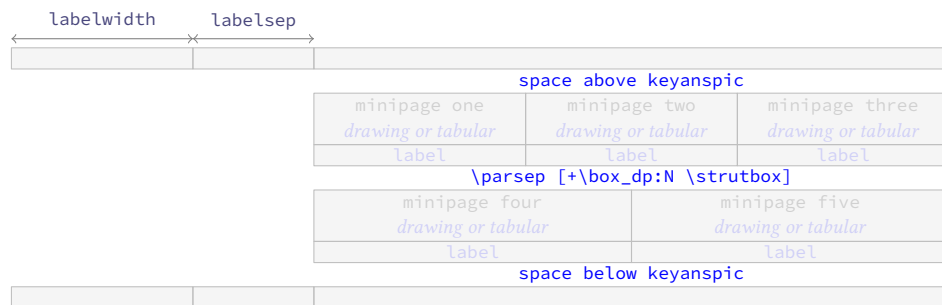 labelwidth labelsep
space above keyanspic
minipage one minipage two minipage three
drawing or tabular drawing or tabular drawing or tabular
label label label
\parsep [+\box_dp:N \strutbox]
minipage four minipage five
drawing or tabular drawing or tabular
label label
space below keyanspic